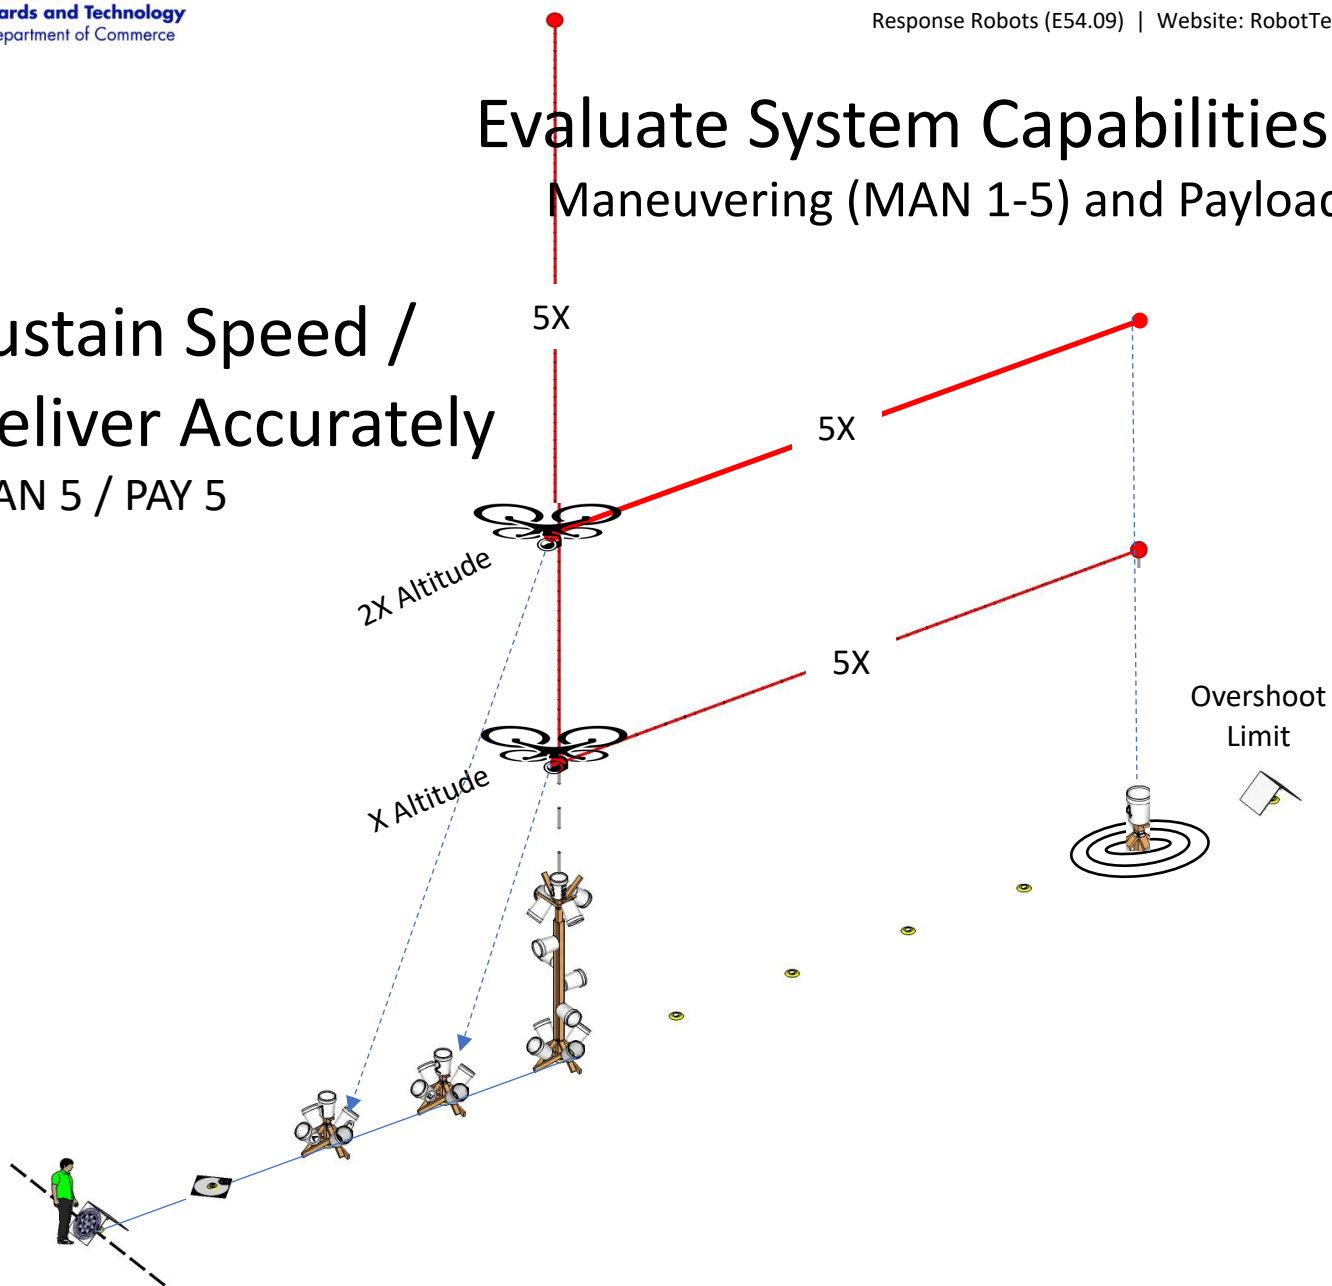 ards and Technology
epartment of Commerce
Response Robots (E54.09) | Website: RobotTe
Evaluate System Capabilities
Maneuvering (MAN 1-5) and Payload
ustain Speed /
eliver Accurately
AN 5 / PAY 5
5X
5X
2X Altitude
5X
X Altitude
Overshoot
Limit